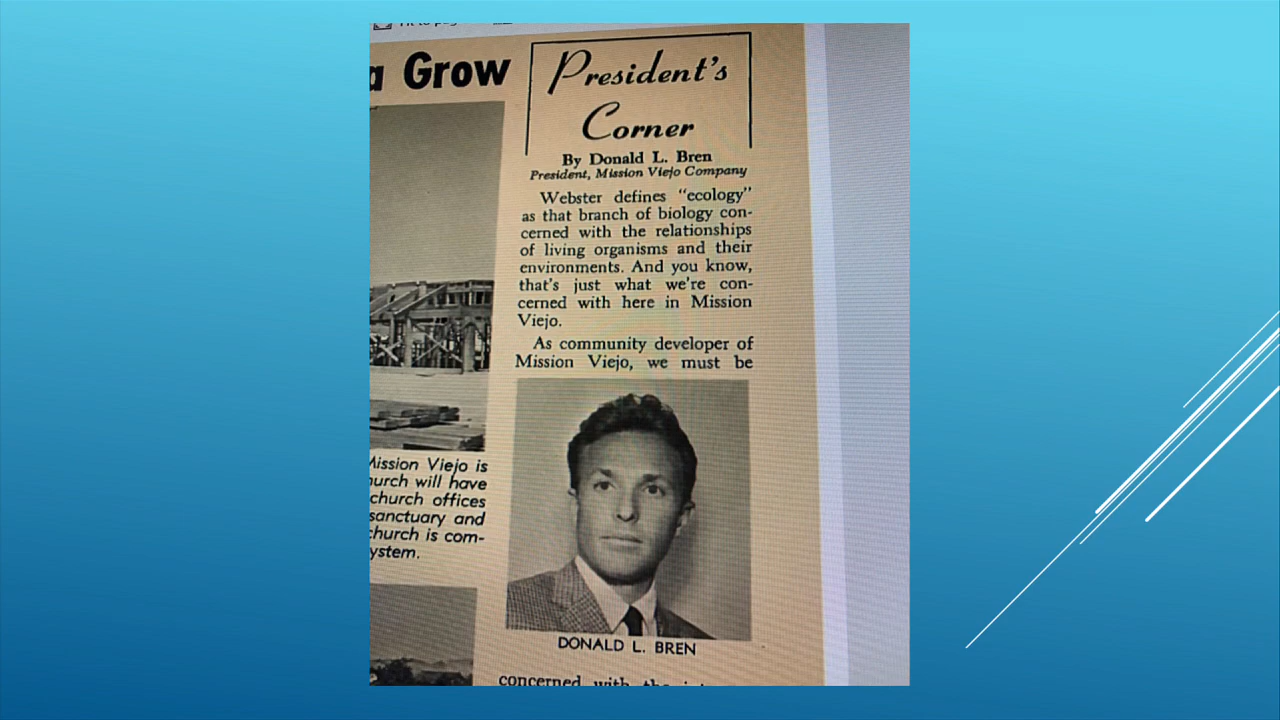 a Grow
President's
Corner
By Donald L. Bren
President, Mission Viejo Company
Webster defines "ecology"
as that branch of biology con-
cerned with the relationships
of living organisms and their
environments. And you know,
that's just what we're con-
cerned with here in Mission
Viejo.
As community developer of
Mission Viejo, we must be
DONALD L. BREN
concerned with the
Mission Viejo is
church will have
church offices
sanctuary and
church is com-
ystem.